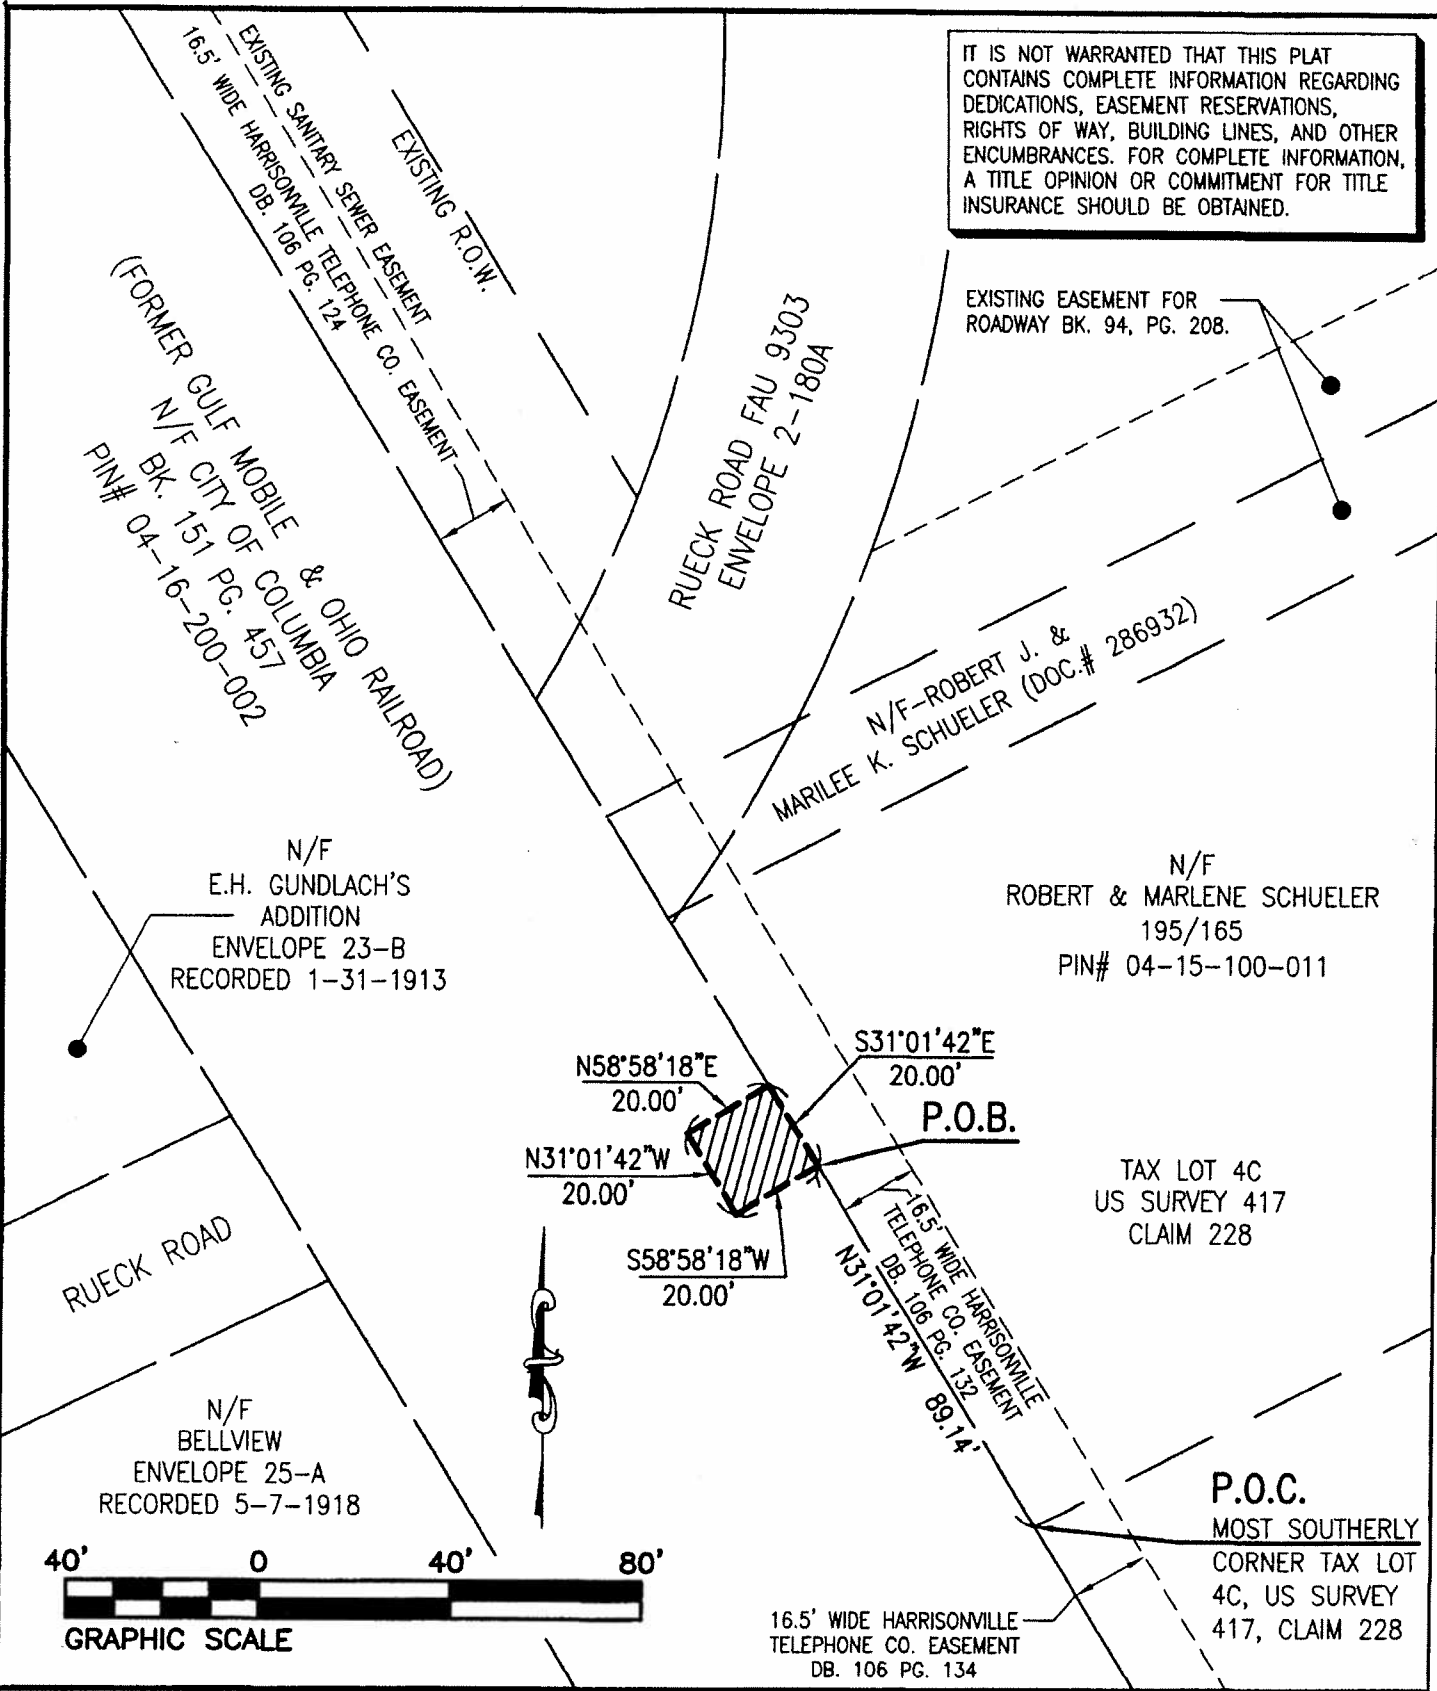 IT IS NOT WARRANTED THAT THIS PLAT
CONTAINS COMPLETE INFORMATION REGARDING
DEDICATIONS, EASEMENT RESERVATIONS,
RIGHTS OF WAY, BUILDING LINES, AND OTHER
ENCUMBRANCES. FOR COMPLETE INFORMATION,
A TITLE OPINION OR COMMITMENT FOR TITLE
INSURANCE SHOULD BE OBTAINED.
EXISTING SANITARY SEWER EASEMENT
16.5' WIDE HARRISONVILLE TELEPHONE CO. EASEMENT
DB. 106 PG. 124
EXISTING R.O.W.
EXISTING EASEMENT FOR
ROADWAY BK. 94, PG. 208.
RUECK ROAD FAU 9303
ENVELOPE 2-180A
(FORMER GULF MOBILE & OHIO RAILROAD)
N/F CITY OF COLUMBIA
BK. 151 PG. 457
PIN# 04-16-200-002
N/F-ROBERT J. &
MARILEE K. SCHUELER (DOC.# 286932)
N/F
E.H. GUNDLACH'S
ADDITION
ENVELOPE 23-B
RECORDED 1-31-1913
N/F
ROBERT & MARLENE SCHUELER
195/165
PIN# 04-15-100-011
N58°58'18"E
20.00'
S31°01'42"E
20.00'
P.O.B.
N31°01'42"W
20.00'
S58°58'18"W
20.00'
TAX LOT 4C
US SURVEY 417
CLAIM 228
16.5' WIDE HARRISONVILLE
TELEPHONE CO. EASEMENT
DB. 106 PG. 132
N31°01'42"W 89.14'
RUECK ROAD
N/F
BELLVIEW
ENVELOPE 25-A
RECORDED 5-7-1918
P.O.C.
MOST SOUTHERLY
CORNER TAX LOT
4C, US SURVEY
417, CLAIM 228
40' 0 40' 80'
GRAPHIC SCALE
16.5' WIDE HARRISONVILLE
TELEPHONE CO. EASEMENT
DB. 106 PG. 134